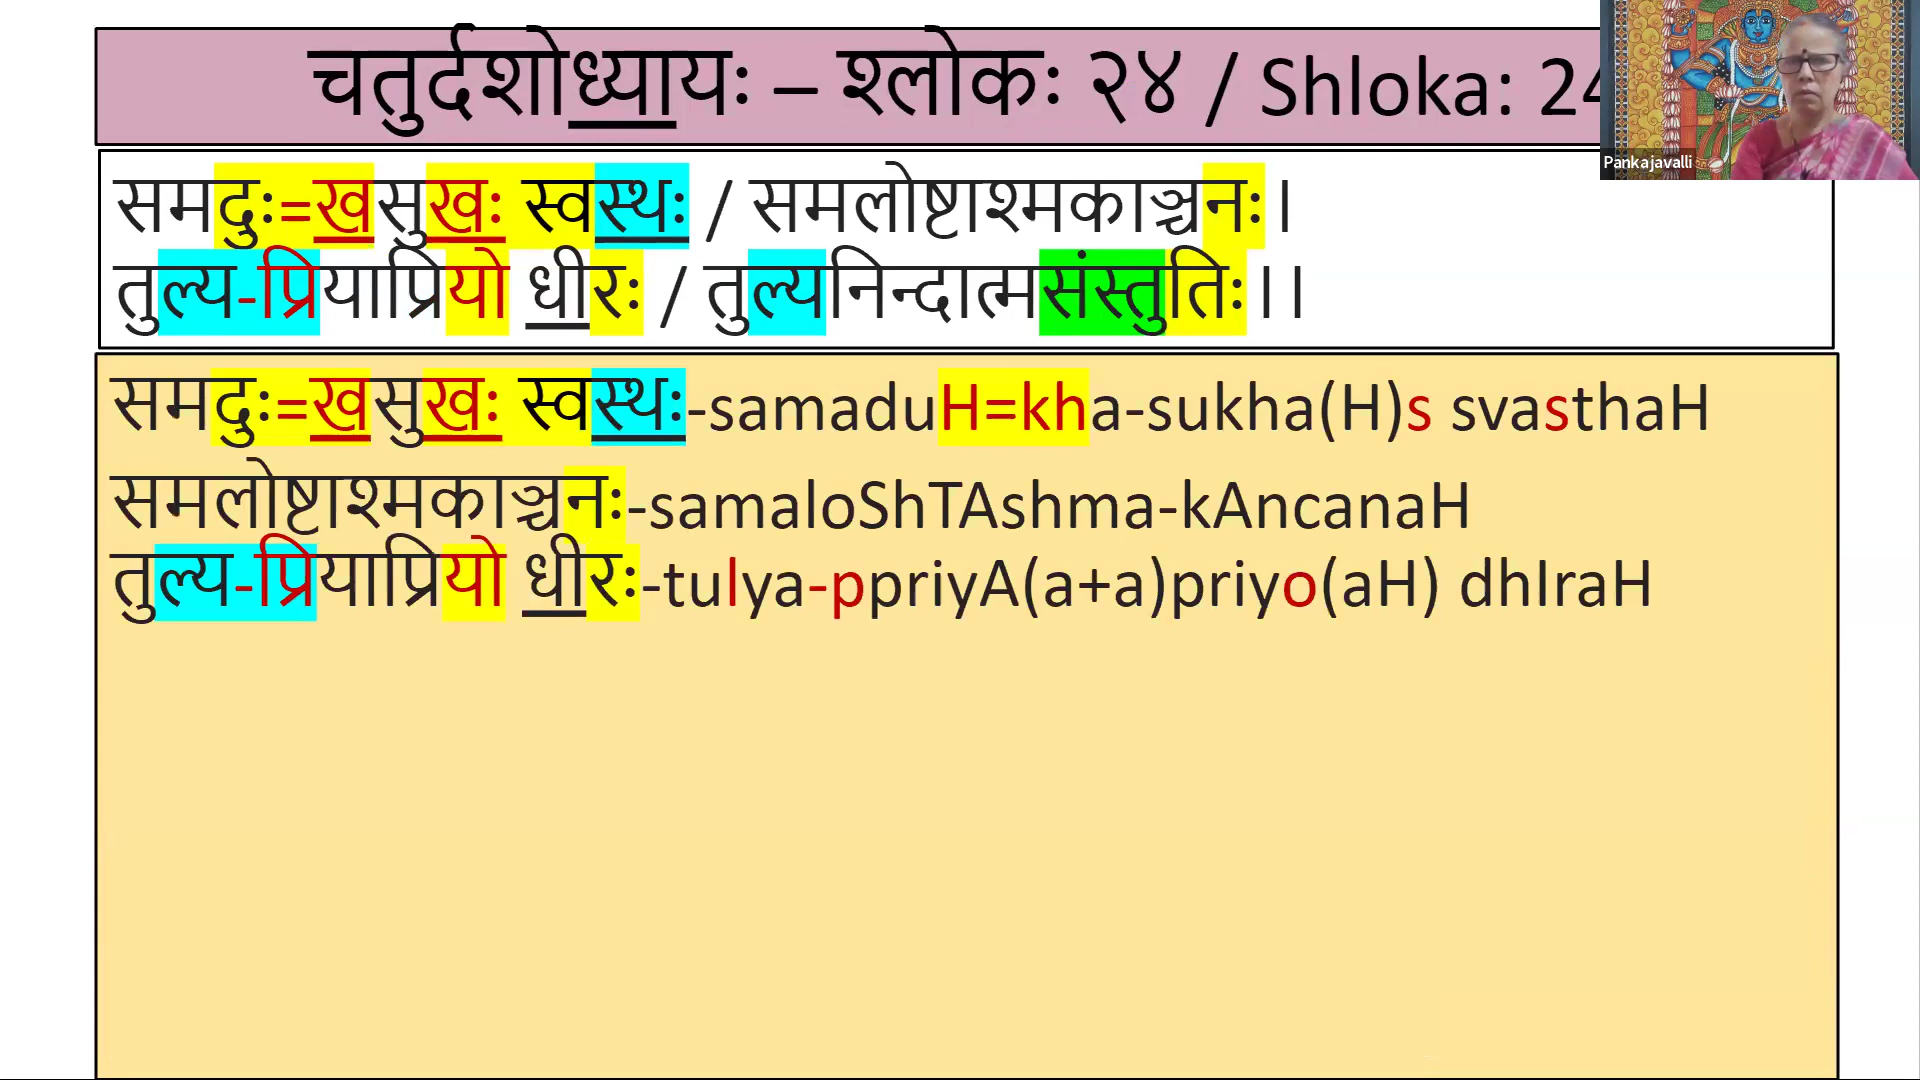 चतुर्दशोध्यायः – श्लोकः २४ / Shloka: 24
Pankajavalli
समदुः=खसुखः स्वस्थः / समलोष्टाश्मकाञ्चनः।
तुल्य-प्रियाप्रियो धीरः / तुल्यनिन्दात्मसंस्तुतिः।।
समदुः=खसुखः स्वस्थः-samaduH=kha-sukha(H)s svasthaH
समलोष्टाश्मकाञ्चनः-samaloShTAshma-kAncanaH
तुल्य-प्रियाप्रियो धीरः-tulya-ppriyA(a+a)priyo(aH) dhIraH